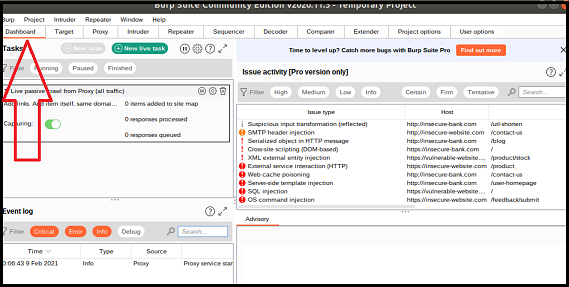 Burp Suite Community Edition v2020.11.3 - Temporary Project
Burp Project Intruder Repeater Window Help
Dashboard Target Proxy Intruder Repeater Sequencer Decoder Comparer Extender Project options User options
Tasks New scan New live task
Time to level up? Catch more bugs with Burp Suite Pro Find out more
Filter Running Paused Finished
Issue activity [Pro version only]
Filter High Medium Low Info Certain Firm Tentative Search...
Live passive crawl from Proxy (all traffic)
Add links. Add item itself, same domai... 0 items added to site map
Capturing: 0 responses processed
0 responses queued
Issue type Host
Suspicious input transformation (reflected) http://insecure-bank.com /url-shorten
SMTP header injection http://insecure-website.com /contact-us
Serialized object in HTTP message http://insecure-bank.com /blog
Cross-site scripting (DOM-based) http://insecure-bank.com /
XML external entity injection https://vulnerable-website.... /product/stock
External service interaction (HTTP) https://insecure-website.... /product
Web cache poisoning http://insecure-bank.com /contact-us
Server-side template injection http://insecure-bank.com /user-homepage
SQL injection https://vulnerable-website.... /
OS command injection https://insecure-website.... /feedback/submit
Event log
Filter Critical Error Info Debug Search...
Advisory
Time Type Source
0:06:43 9 Feb 2021 Info Proxy Proxy service star